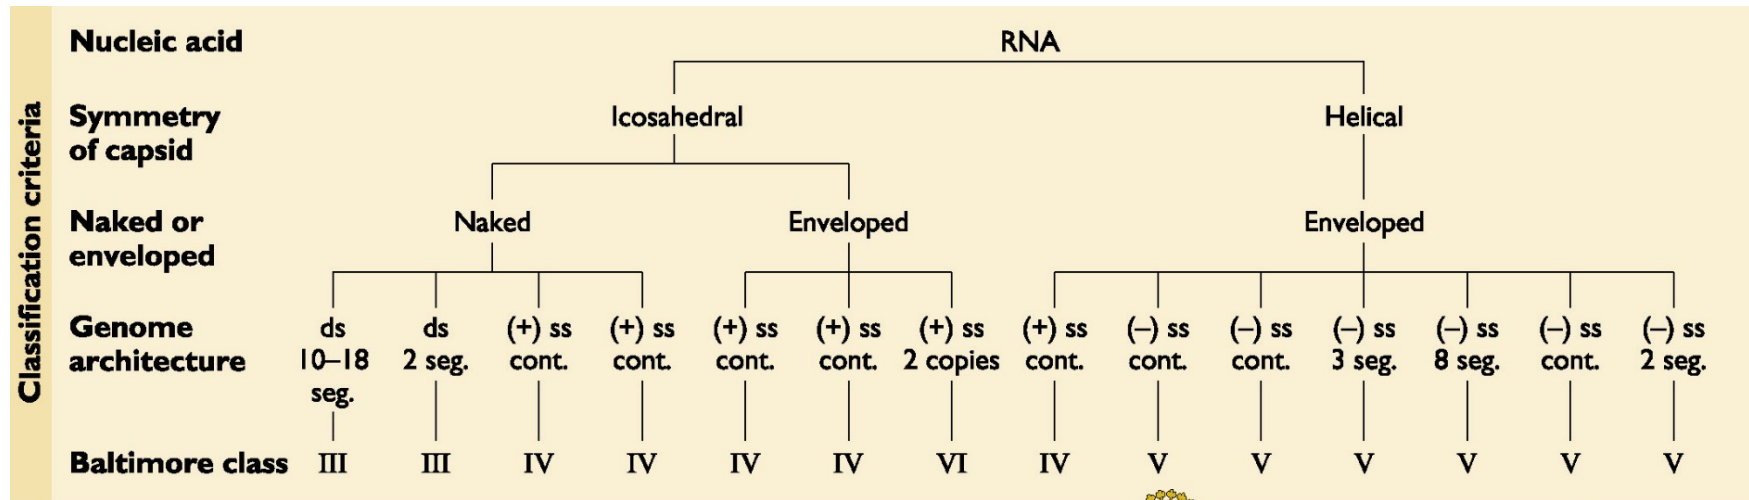 Classification criteria
Nucleic acid
RNA
Symmetry
of capsid
Icosahedral
Helical
Naked or
enveloped
Naked
Enveloped
Enveloped
Genome
architecture
ds
10–18
seg.
ds
2 seg.
(+) ss
cont.
(+) ss
cont.
(+) ss
cont.
(+) ss
cont.
(+) ss
2 copies
(+) ss
cont.
(–) ss
cont.
(–) ss
cont.
(–) ss
3 seg.
(–) ss
8 seg.
(–) ss
cont.
(–) ss
2 seg.
Baltimore class III III IV IV IV IV VI IV V V V V V V